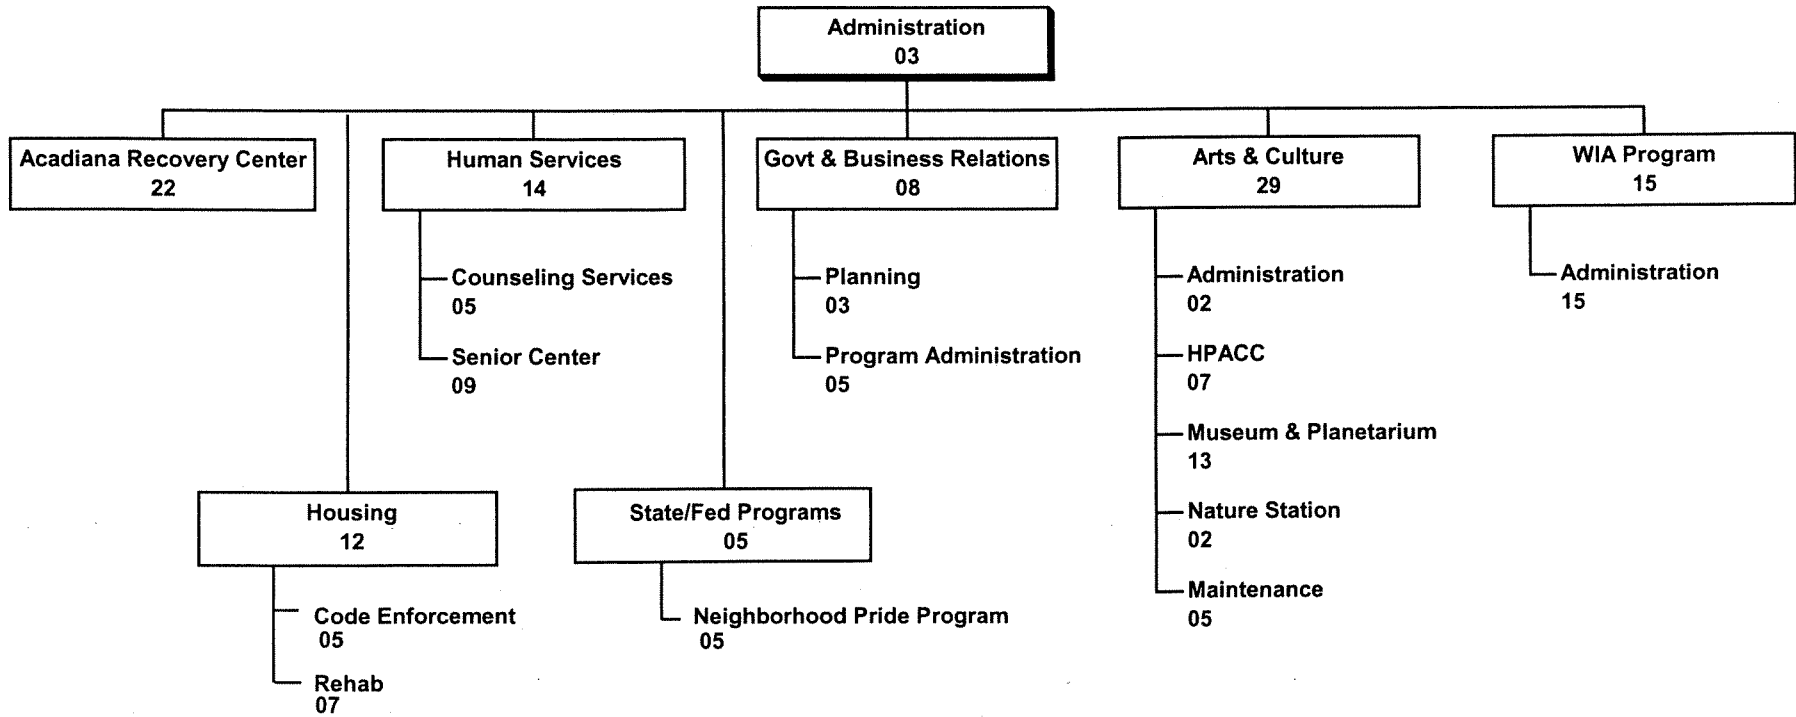 Administration
03
Acadiana Recovery Center
22
Human Services
14
Govt & Business Relations
08
Arts & Culture
29
WIA Program
15
Counseling Services
05
Senior Center
09
Planning
03
Program Administration
05
Administration
02
HPACC
07
Museum & Planetarium
13
Nature Station
02
Maintenance
05
Administration
15
Housing
12
Code Enforcement
05
Rehab
07
State/Fed Programs
05
Neighborhood Pride Program
05